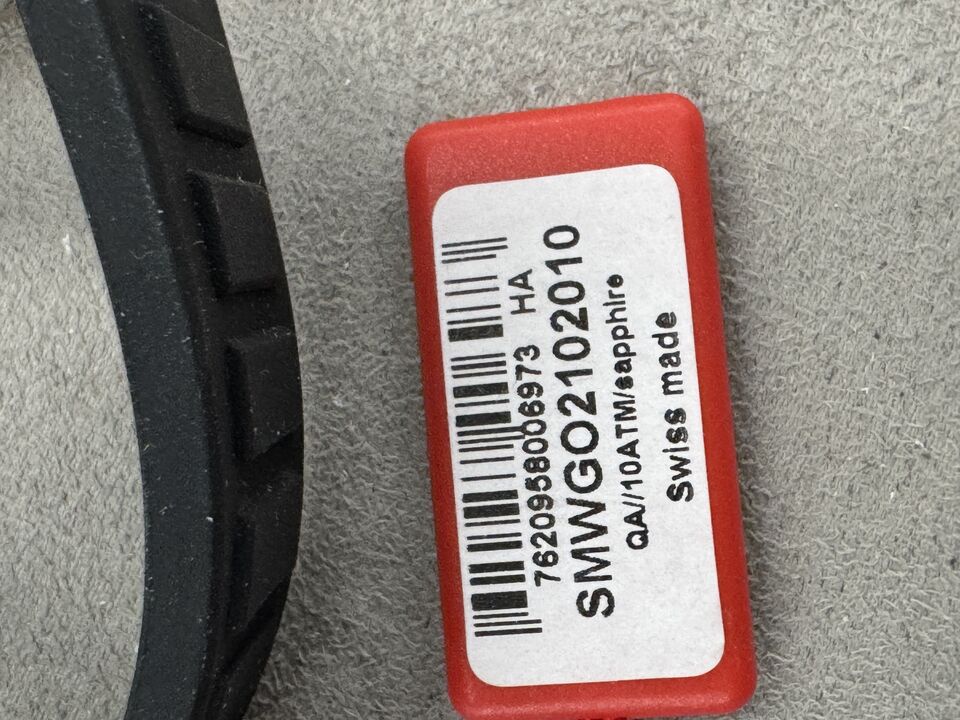 7620958006973 HA
SMWGO2102010
QA//10ATM/sapphire
Swiss made